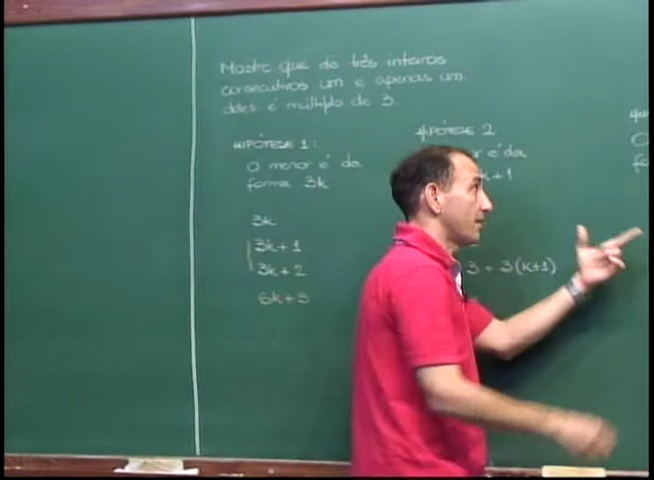 Mostre que de três inteiros
consecutivos um e apenas um
deles é múltiplo de 3.
HIPÓTESE 1:
O menor é da
forma 3k
3k
3k+1
3k+2
6k+3
HIPÓTESE 2
r é da
k+1
3 + 3(k+1)